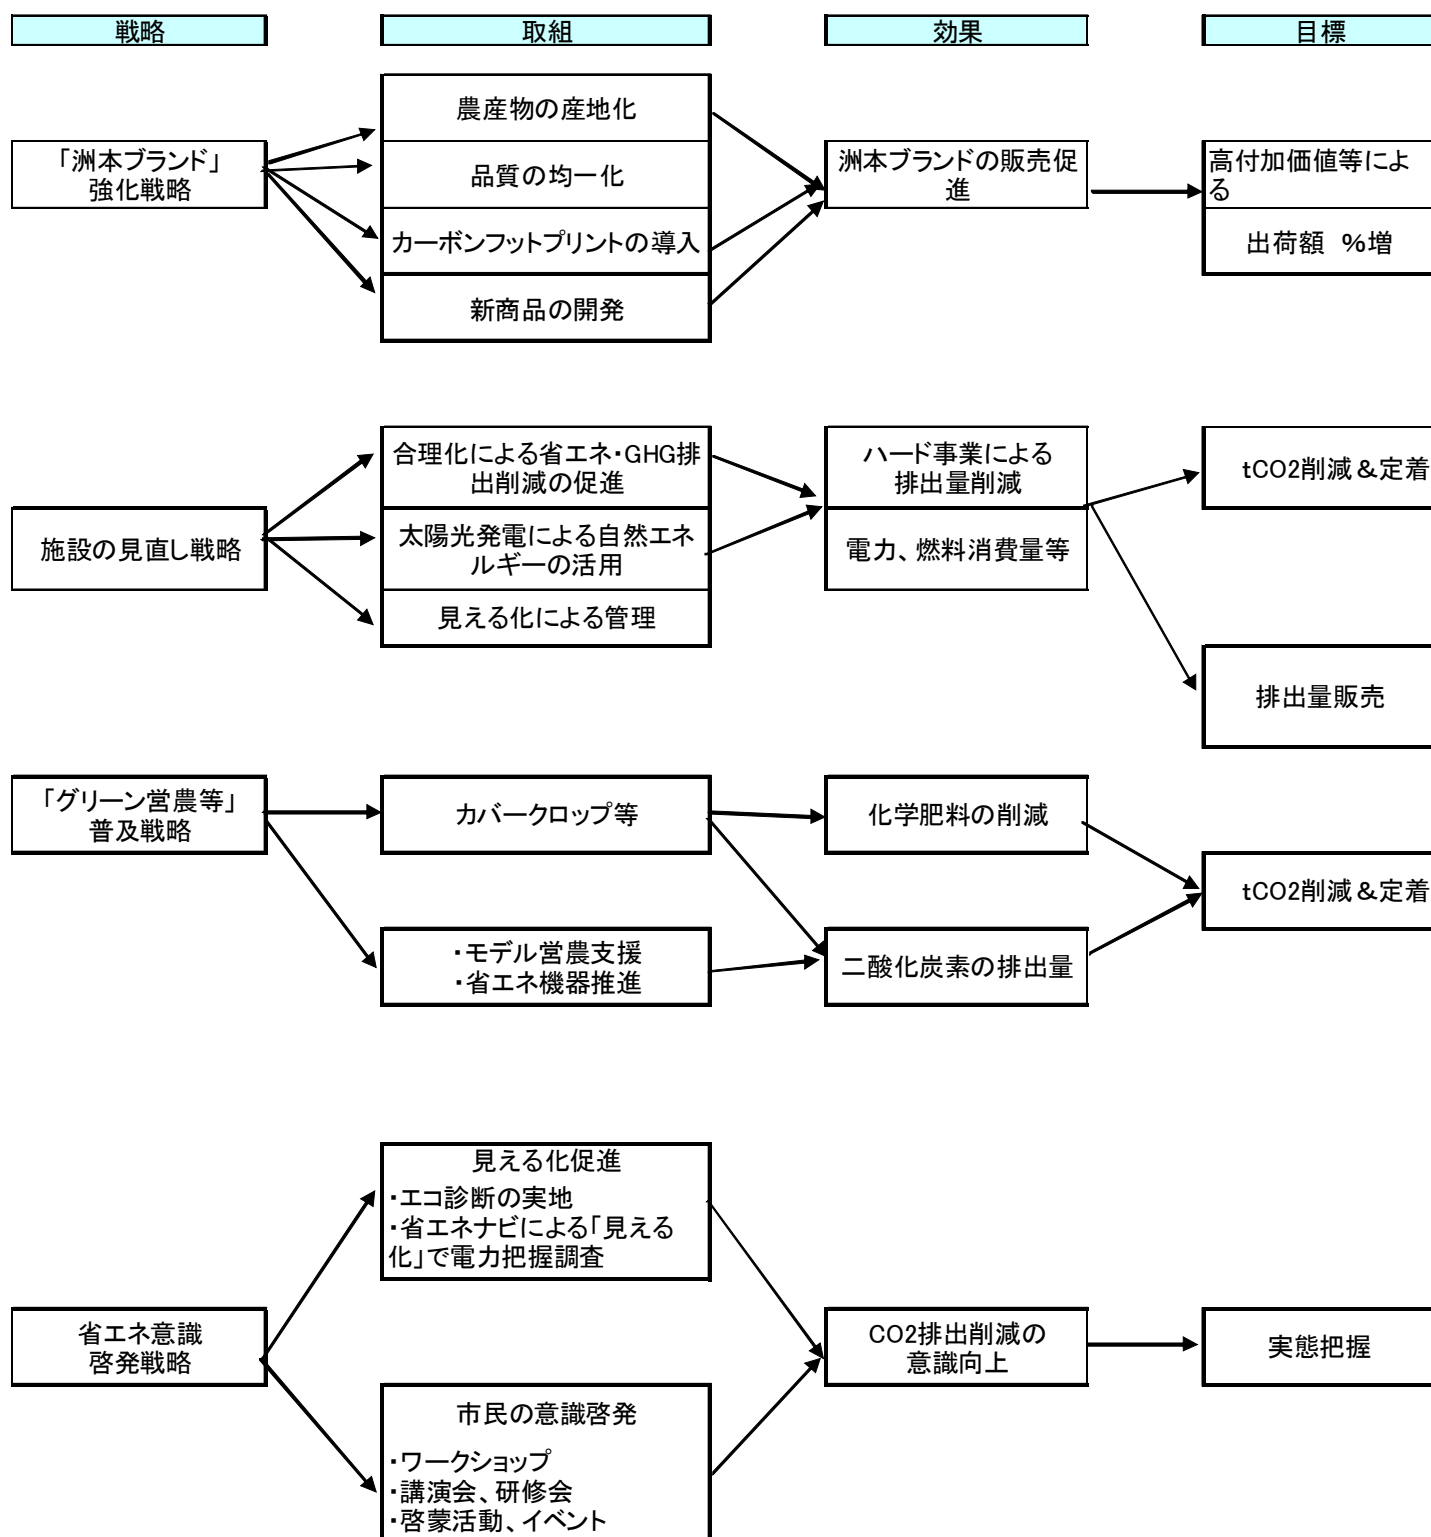 戦略
取組
効果
目標
「洲本ブランド」
強化戦略
農産物の産地化
品質の均一化
カーボンフットプリントの導入
新商品の開発
洲本ブランドの販売促
進
高付加価値等によ
る
出荷額 %増
施設の見直し戦略
合理化による省エネ・GHG排
出削減の促進
太陽光発電による自然エネ
ルギーの活用
見える化による管理
ハード事業による
排出量削減
電力、燃料消費量等
tCO2削減&定着
排出量販売
「グリーン営農等」
普及戦略
カバークロップ等
・モデル営農支援
・省エネ機器推進
化学肥料の削減
二酸化炭素の排出量
tCO2削減&定着
省エネ意識
啓発戦略
見える化促進
・エコ診断の実地
・省エネナビによる「見える
化」で電力把握調査
市民の意識啓発
・ワークショップ
・講演会、研修会
・啓蒙活動、イベント
CO2排出削減の
意識向上
実態把握